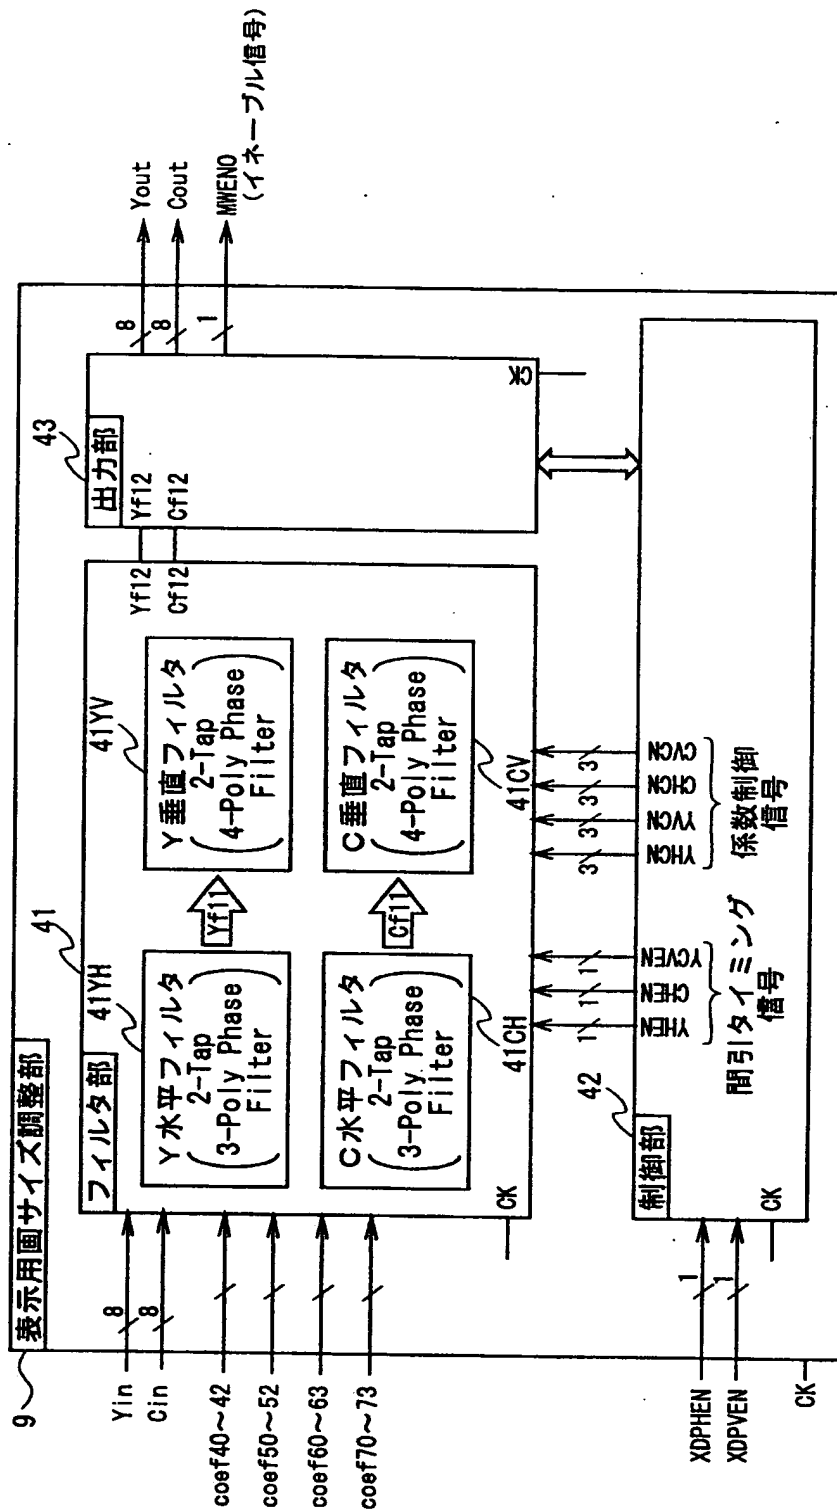 9
表示用画サイズ調整部
Yin
8
Cin
8
coef40~42
coef50~52
coef60~63
coef70~73
フィルタ部
41
41YH
Y水平フィルタ
2-Tap
(3-Poly Phase
Filter)
Yf11
41YV
Y垂直フィルタ
2-Tap
(4-Poly Phase
Filter)
C水平フィルタ
2-Tap
(3-Poly Phase
Filter)
41CH
Cf11
C垂直フィルタ
2-Tap
(4-Poly Phase
Filter)
41CV
CK
Yf12
Cf12
出力部
43
Yf12
Cf12
CK
8
Yout
8
Cout
1
MWENO
(イネーブル信号)
1
1
1
3
3
3
3
YHEN
CHEN
YCVEN
間引タイミング
信号
YHCN
YVCN
CHCN
CVCN
係数制御
信号
制御部
42
CK
XDPHEN
1
XDPVEN
1
CK